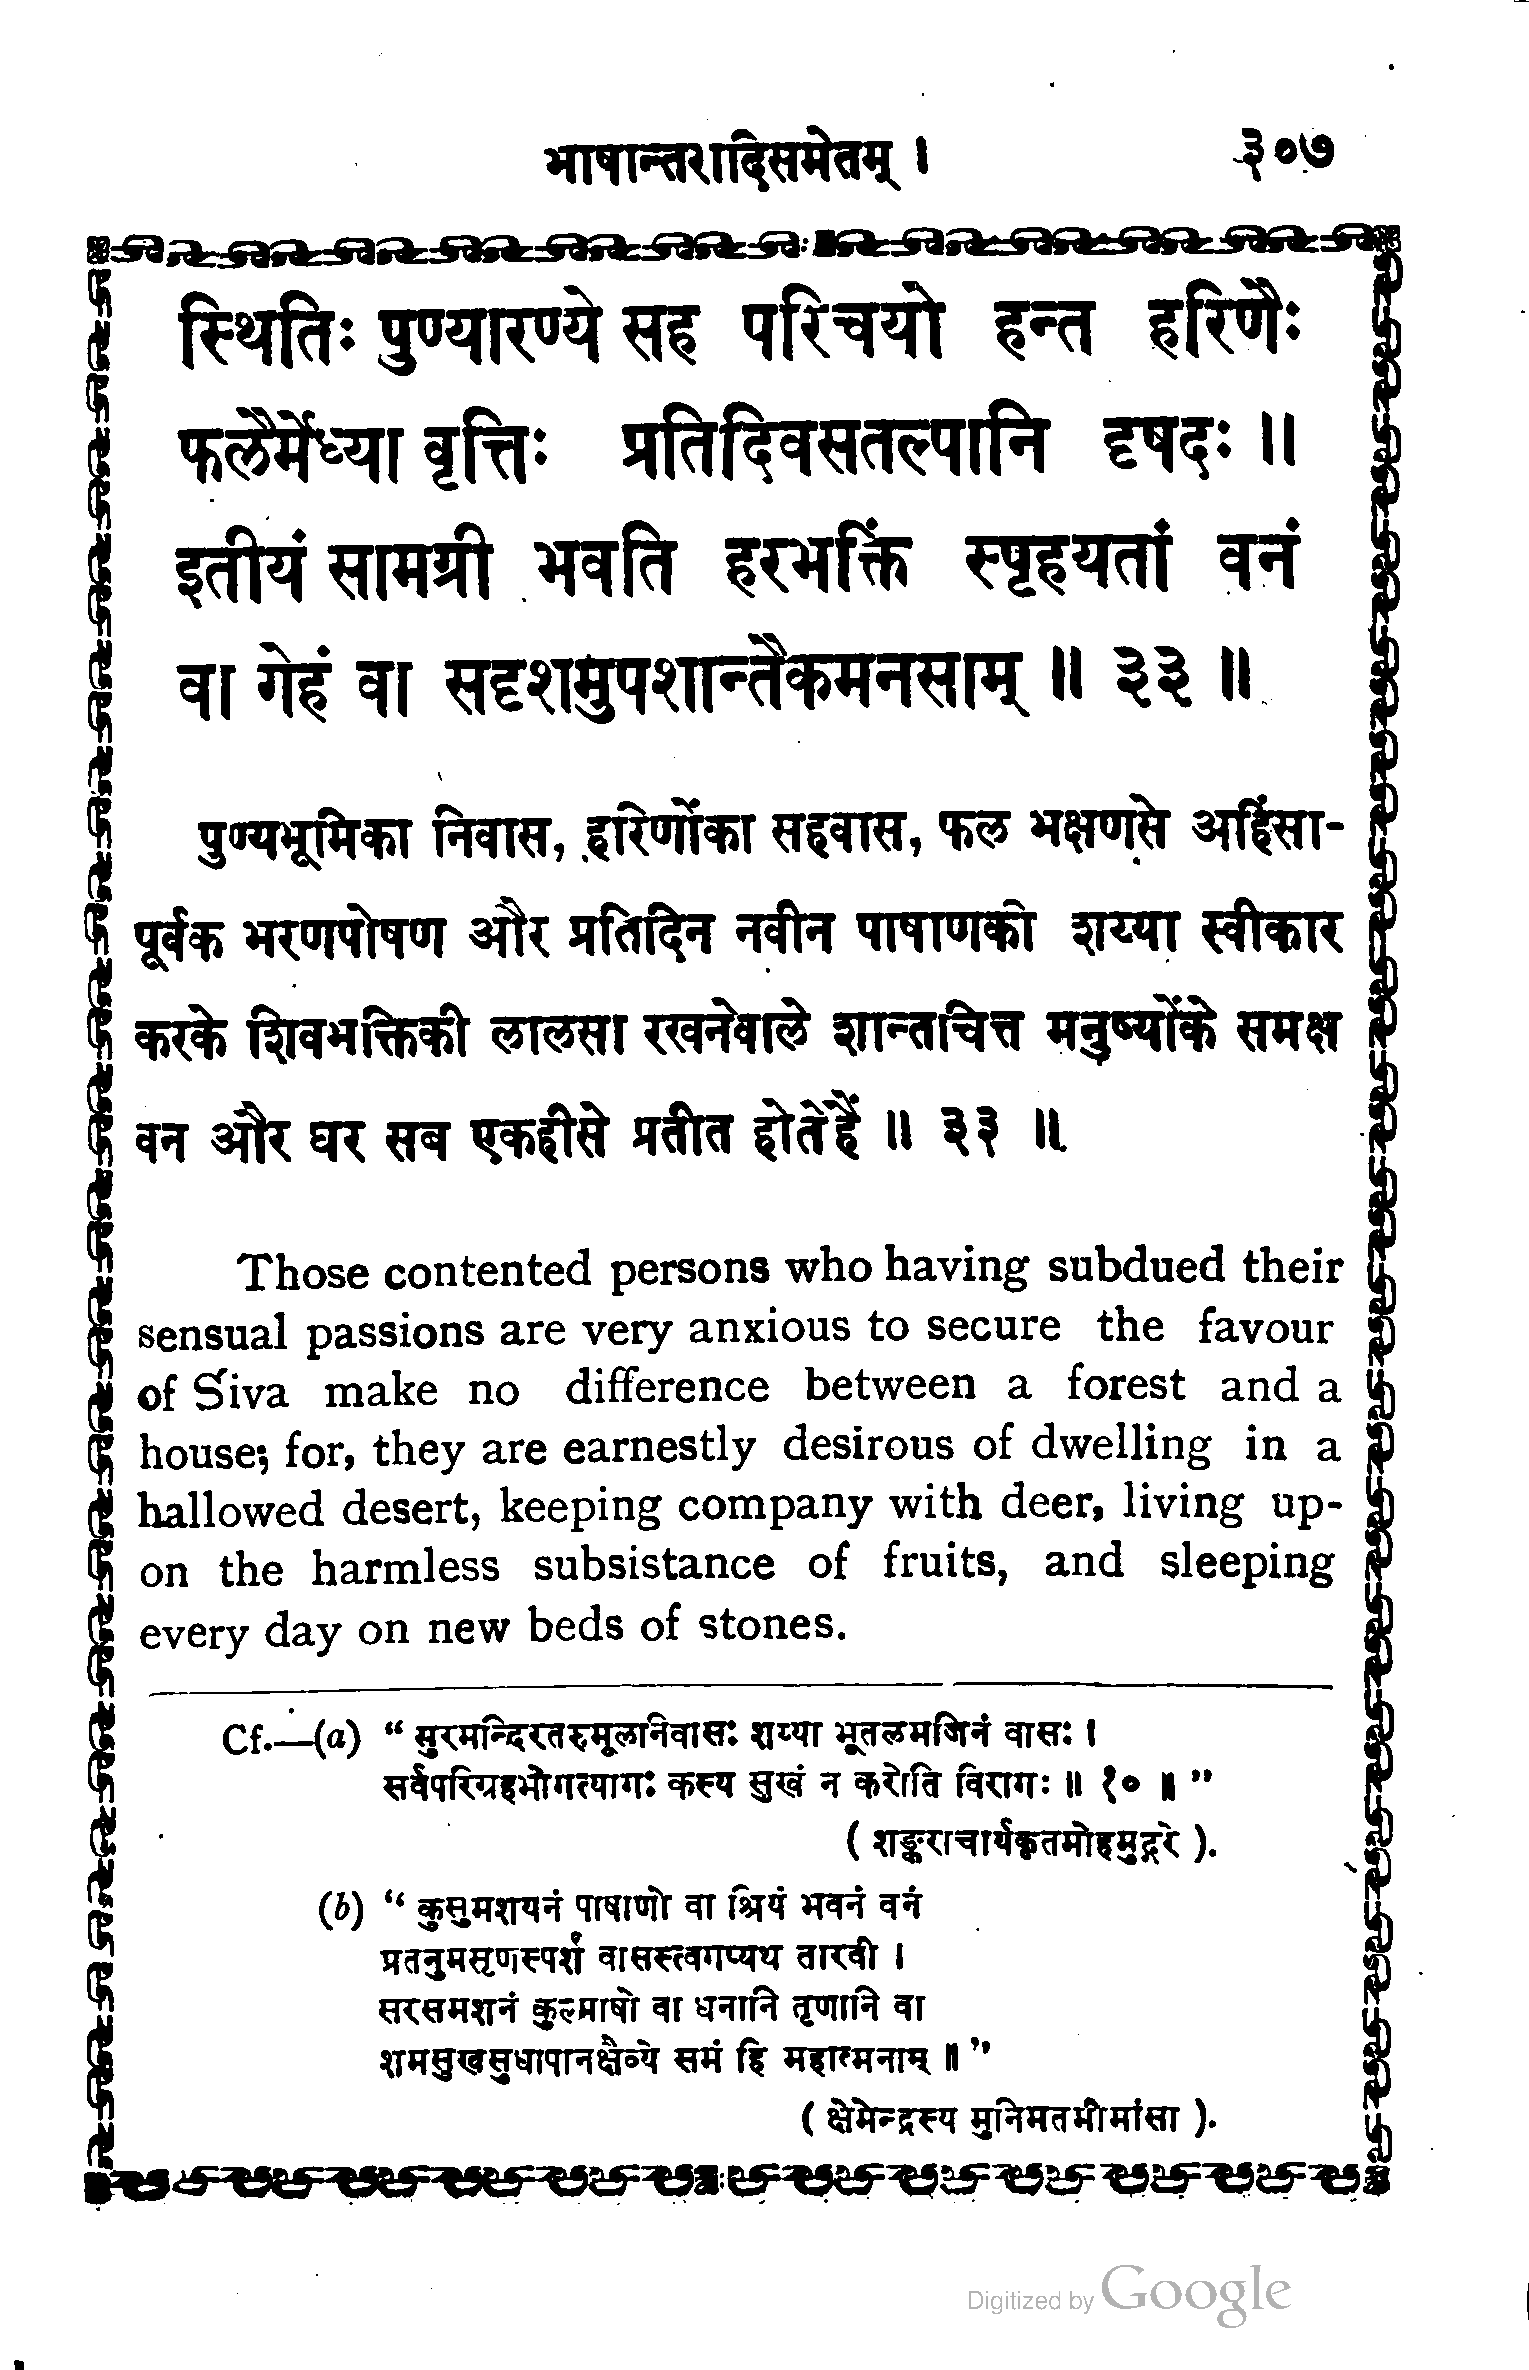 भाषान्तरादिसमेतम् । ३०७
स्थितिः पुण्यारण्ये सह परिचयो हन्त हरिणैः
फलैर्मेध्या वृत्तिः प्रतिदिवसतल्पानि दृषदः ॥
इतीयं सामग्री भवति हरभक्तिं स्पृहयतां वनं
वा गेहं वा सदृशमुपशान्तैकमनसाम् ॥ ३३ ॥
पुण्यभूमिका निवास, हरिणोंका सहवास, फल भक्षणसे अहिंसा-
पूर्वक भरणपोषण और प्रतिदिन नवीन पाषाणकी शय्या स्वीकार
करके शिवभक्तिकी लालसा रखनेवाले शान्तचित्त मनुष्योंके समक्ष
वन और घर सब एकहीसे प्रतीत होतेहैं ॥ ३३ ॥
Those contented persons who having subdued their
sensual passions are very anxious to secure the favour
of Śiva make no difference between a forest and a
house; for, they are earnestly desirous of dwelling in a
hallowed desert, keeping company with deer, living up-
on the harmless subsistance of fruits, and sleeping
every day on new beds of stones.
Cf.—(a) “ सुरमन्दिरतरुमूलनिवासः शय्या भूतलमजिनं वासः ।
सर्वपरिग्रहभोगत्यागः कस्य सुखं न करोति विरागः ॥ १० ॥ ”
( शङ्कराचार्यकृतमोहमुद्गरे ).
(b) “ कुसुमशयनं पाषाणो वा श्रियं भवनं वनं
प्रतनुमसृणस्पर्शं वासस्त्वगप्यथ तारवी ।
सरसमशनं कुल्माषो वा धनानि तृणानि वा
शमसुखसुधापानक्षैव्ये समं हि महात्मनाम् ॥ ”
( क्षेमेन्द्रस्य मुनिमतमीमांसा ).
Digitized by Google